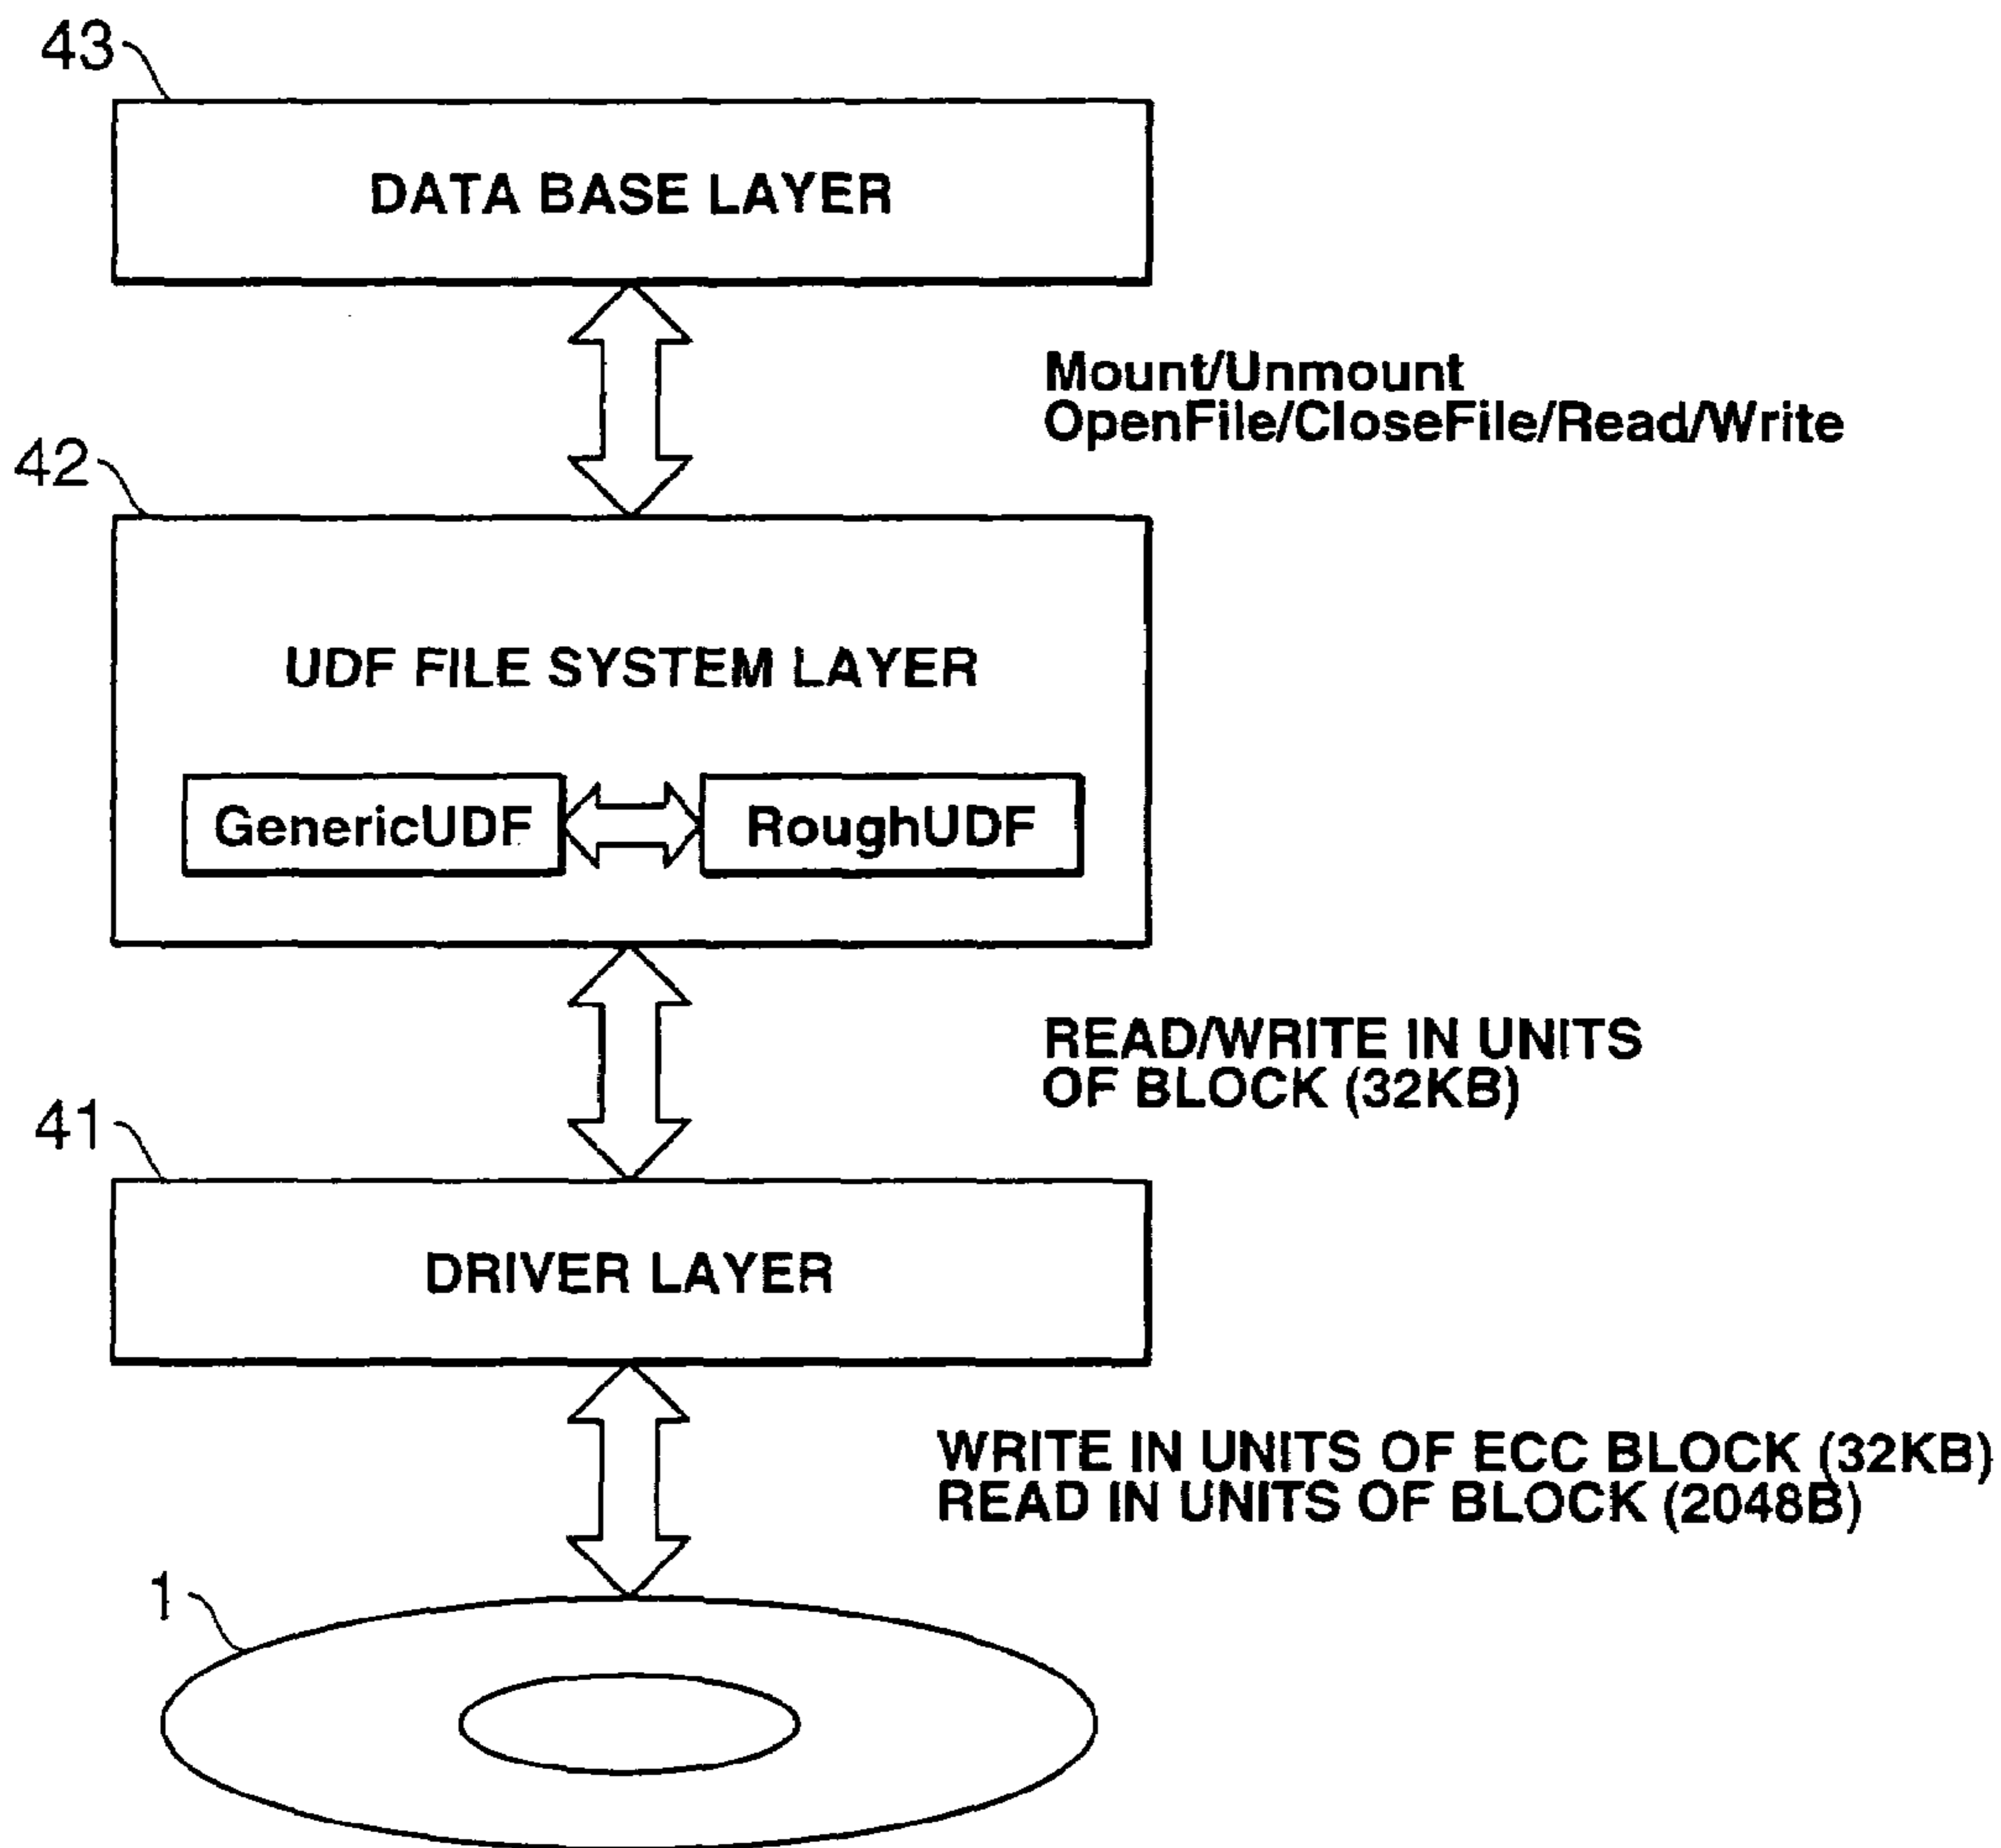 43
DATA BASE LAYER
Mount/Unmount
OpenFile/CloseFile/Read/Write
42
UDF FILE SYSTEM LAYER
GenericUDF
RoughUDF
READ/WRITE IN UNITS
OF BLOCK (32KB)
41
DRIVER LAYER
WRITE IN UNITS OF ECC BLOCK (32KB)
READ IN UNITS OF BLOCK (2048B)
1